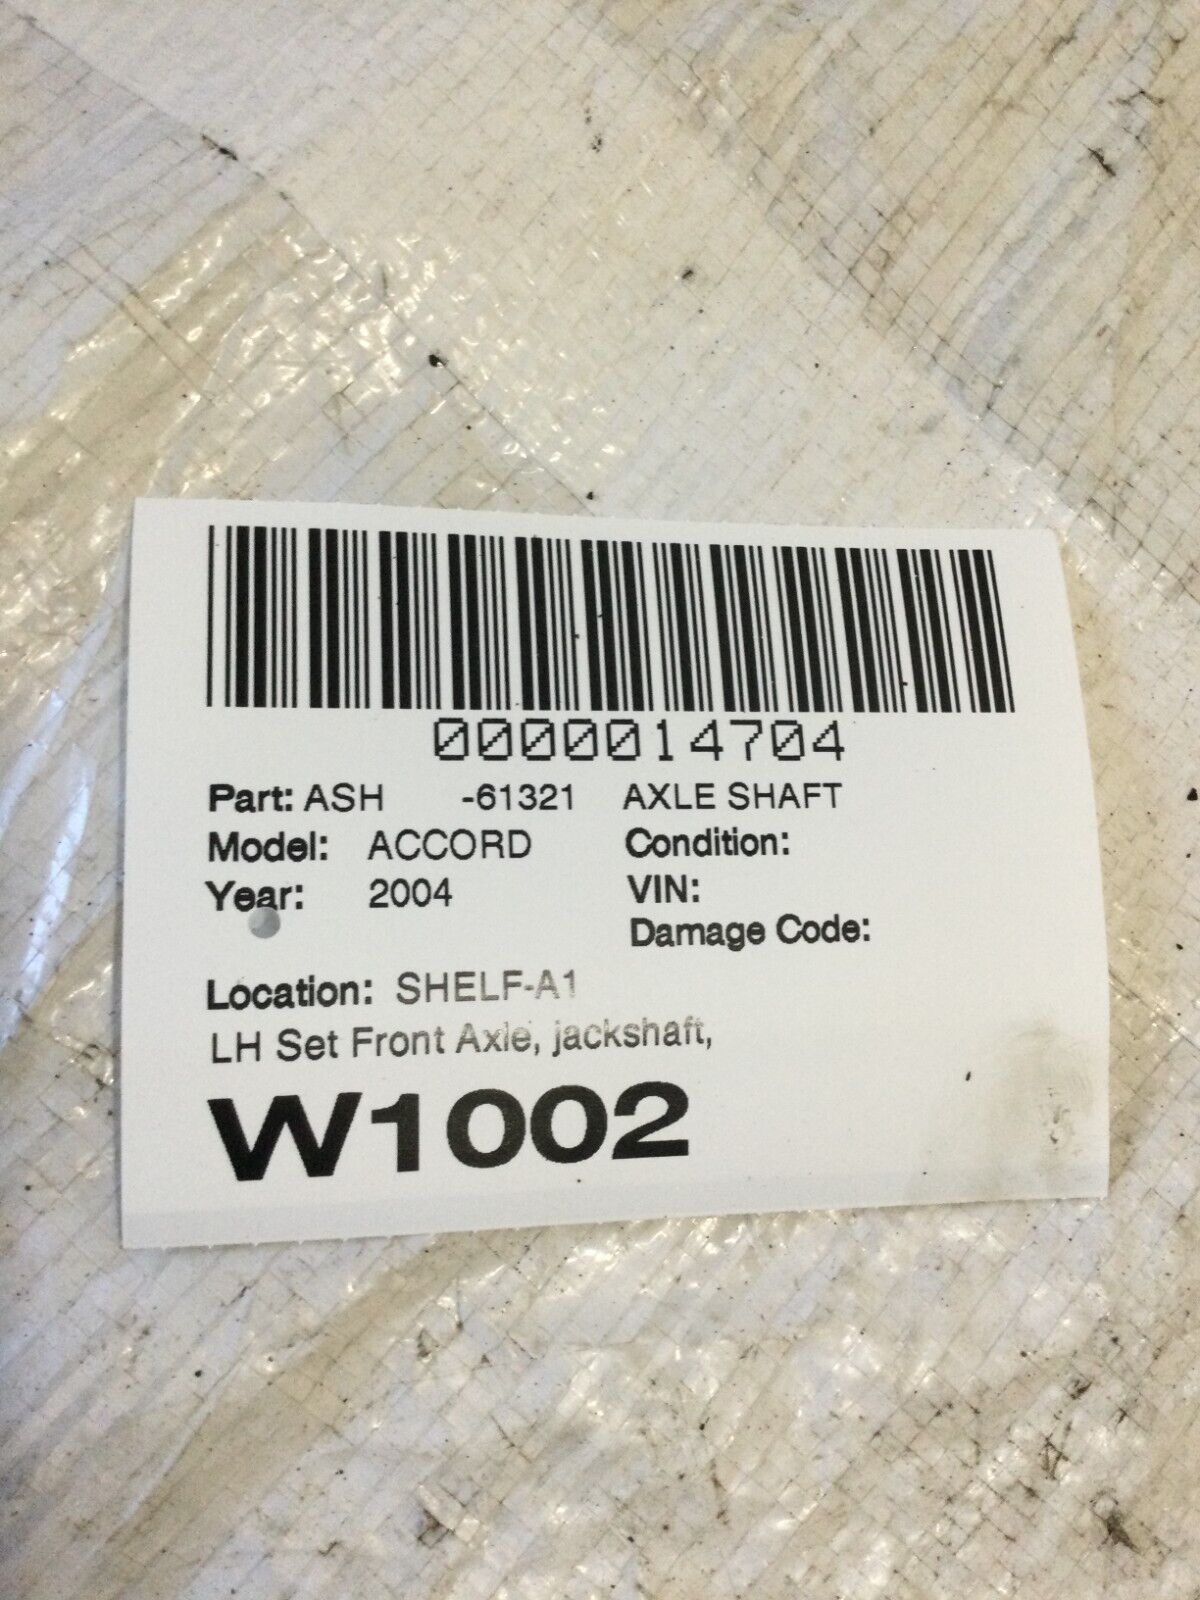 0000014704
Part: ASH -61321 AXLE SHAFT
Model: ACCORD Condition:
Year: 2004 VIN:
Damage Code:
Location: SHELF-A1
LH Set Front Axle, jackshaft,
W1002